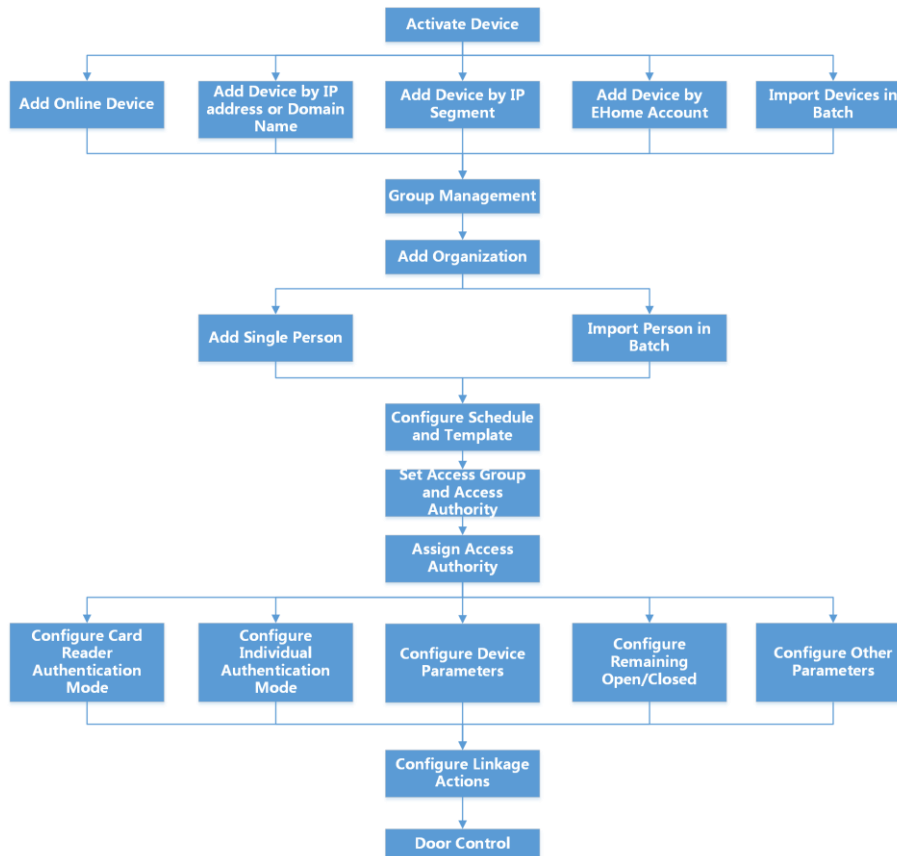 Activate Device
Add Online Device
Add Device by IP
address or Domain
Name
Add Device by IP
Segment
Add Device by
EHome Account
Import Devices in
Batch
Group Management
Add Organization
Add Single Person
Import Person in
Batch
Configure Schedule
and Template
Set Access Group
and Access
Authority
Assign Access
Authority
Configure Card
Reader
Authentication
Mode
Configure
Individual
Authentication
Mode
Configure Device
Parameters
Configure
Remaining
Open/Closed
Configure Other
Parameters
Configure Linkage
Actions
Door Control